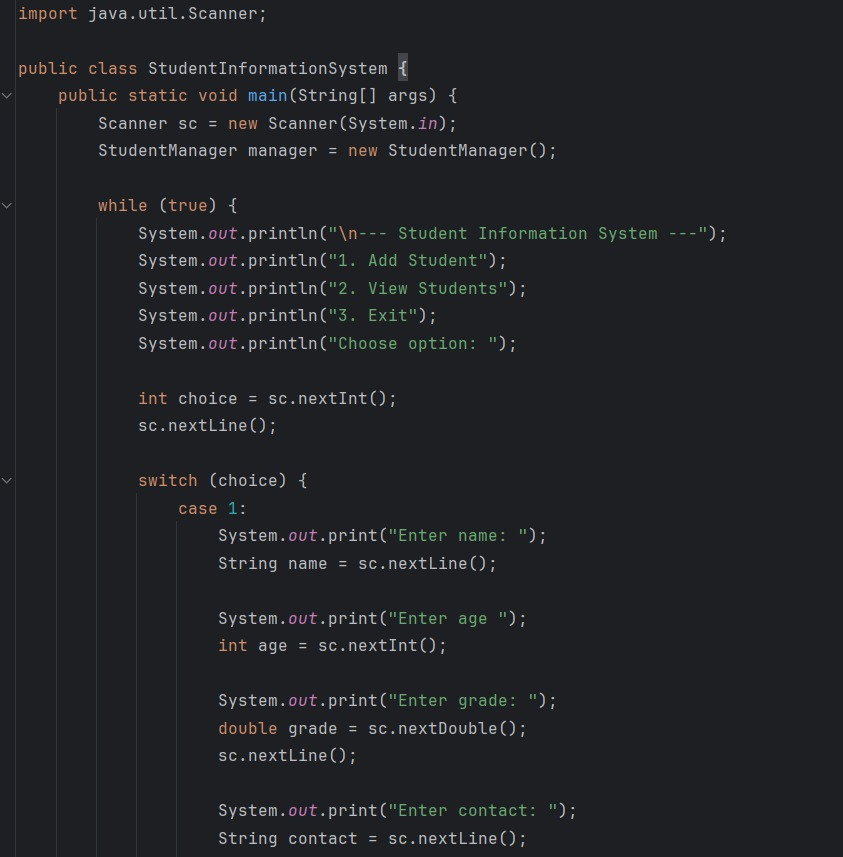 import java.util.Scanner;
public class StudentInformationSystem {
public static void main(String[] args) {
Scanner sc = new Scanner(System.in);
StudentManager manager = new StudentManager();
while (true) {
System.out.println("\n--- Student Information System ---");
System.out.println("1. Add Student");
System.out.println("2. View Students");
System.out.println("3. Exit");
System.out.println("Choose option: ");
int choice = sc.nextInt();
sc.nextLine();
switch (choice) {
case 1:
System.out.print("Enter name: ");
String name = sc.nextLine();
System.out.print("Enter age ");
int age = sc.nextInt();
System.out.print("Enter grade: ");
double grade = sc.nextDouble();
sc.nextLine();
System.out.print("Enter contact: ");
String contact = sc.nextLine();